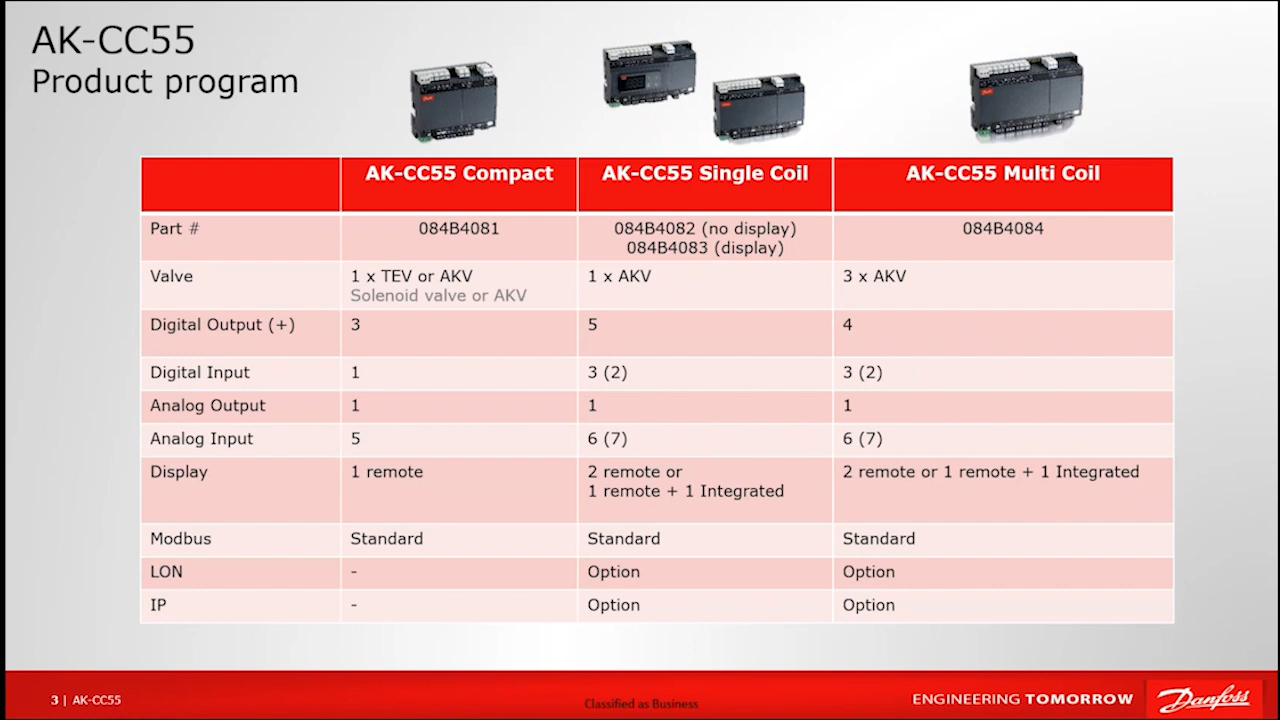 AK-CC55
Product program
AK-CC55 Compact AK-CC55 Single Coil AK-CC55 Multi Coil
Part # 084B4081 084B4082 (no display) 084B4084
084B4083 (display)
Valve 1 x TEV or AKV 1 x AKV 3 x AKV
Solenoid valve or AKV
Digital Output (+) 3 5 4
Digital Input 1 3 (2) 3 (2)
Analog Output 1 1 1
Analog Input 5 6 (7) 6 (7)
Display 1 remote 2 remote or 2 remote or 1 remote + 1 Integrated
1 remote + 1 Integrated
Modbus Standard Standard Standard
LON - Option Option
IP - Option Option
3 | AK-CC55 Classified as Business ENGINEERING TOMORROW Danfoss